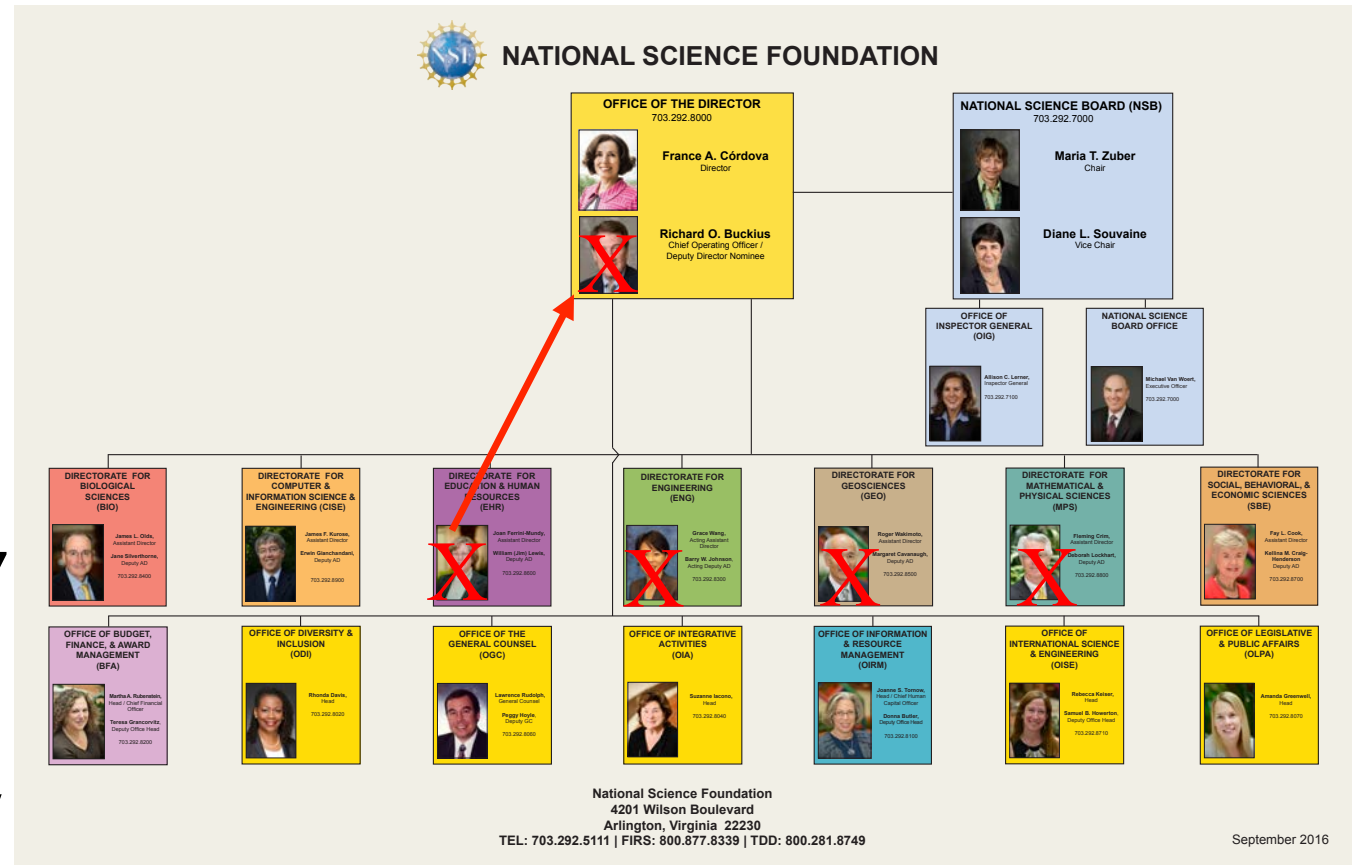 NSF
NATIONAL SCIENCE FOUNDATION
OFFICE OF THE DIRECTOR
703.292.8000
France A. Córdova
Director
Richard O. Buckius
Chief Operating Officer /
Deputy Director Nominee
X
NATIONAL SCIENCE BOARD (NSB)
703.292.7000
Maria T. Zuber
Chair
Diane L. Souvaine
Vice Chair
OFFICE OF
INSPECTOR GENERAL
(OIG)
Allison C. Lerner,
Inspector General
703.292.7100
NATIONAL SCIENCE
BOARD OFFICE
Michael Van Woert,
Executive Officer
703.292.7000
DIRECTORATE FOR
BIOLOGICAL
SCIENCES
(BIO)
James L. Olds,
Assistant Director
Jane Silverthorne,
Deputy AD
703.292.8400
DIRECTORATE FOR
COMPUTER &
INFORMATION SCIENCE &
ENGINEERING (CISE)
James F. Kurose,
Assistant Director
Erwin Gianchandani,
Deputy AD
703.292.8900
DIRECTORATE FOR
EDUCATION & HUMAN
RESOURCES
(EHR)
Joan Ferrini-Mundy,
Assistant Director
William (Jim) Lewis,
Deputy AD
703.292.8600
X
DIRECTORATE FOR
ENGINEERING
(ENG)
Grace Wang,
Acting Assistant
Director
Barry W. Johnson,
Acting Deputy AD
703.292.8300
X
DIRECTORATE FOR
GEOSCIENCES
(GEO)
Roger Wakimoto,
Assistant Director
Margaret Cavanaugh,
Deputy AD
703.292.8500
X
DIRECTORATE FOR
MATHEMATICAL &
PHYSICAL SCIENCES
(MPS)
Fleming Crim,
Assistant Director
Deborah Lockhart,
Deputy AD
703.292.8800
X
DIRECTORATE FOR
SOCIAL, BEHAVIORAL, &
ECONOMIC SCIENCES
(SBE)
Fay L. Cook,
Assistant Director
Kellina M. Craig-
Henderson
Deputy AD
703.292.8700
OFFICE OF BUDGET,
FINANCE, & AWARD
MANAGEMENT
(BFA)
Martha A. Rubenstein,
Head / Chief Financial
Officer
Teresa Grancorvitz,
Deputy Office Head
703.292.8200
OFFICE OF DIVERSITY &
INCLUSION
(ODI)
Rhonda Davis,
Head
703.292.8020
OFFICE OF THE
GENERAL COUNSEL
(OGC)
Lawrence Rudolph,
General Counsel
Peggy Hoyle,
Deputy GC
703.292.8060
OFFICE OF INTEGRATIVE
ACTIVITIES
(OIA)
Suzanne Iacono,
Head
703.292.8040
OFFICE OF INFORMATION
& RESOURCE
MANAGEMENT
(OIRM)
Joanne S. Tornow,
Head / Chief Human
Capital Officer
Donna Butler,
Deputy Office Head
703.292.8100
OFFICE OF
INTERNATIONAL SCIENCE
& ENGINEERING
(OISE)
Rebecca Keiser,
Head
Samuel B. Howerton,
Deputy Office Head
703.292.8710
OFFICE OF LEGISLATIVE
& PUBLIC AFFAIRS
(OLPA)
Amanda Greenwell,
Head
703.292.8070
National Science Foundation
4201 Wilson Boulevard
Arlington, Virginia 22230
TEL: 703.292.5111 | FIRS: 800.877.8339 | TDD: 800.281.8749
September 2016